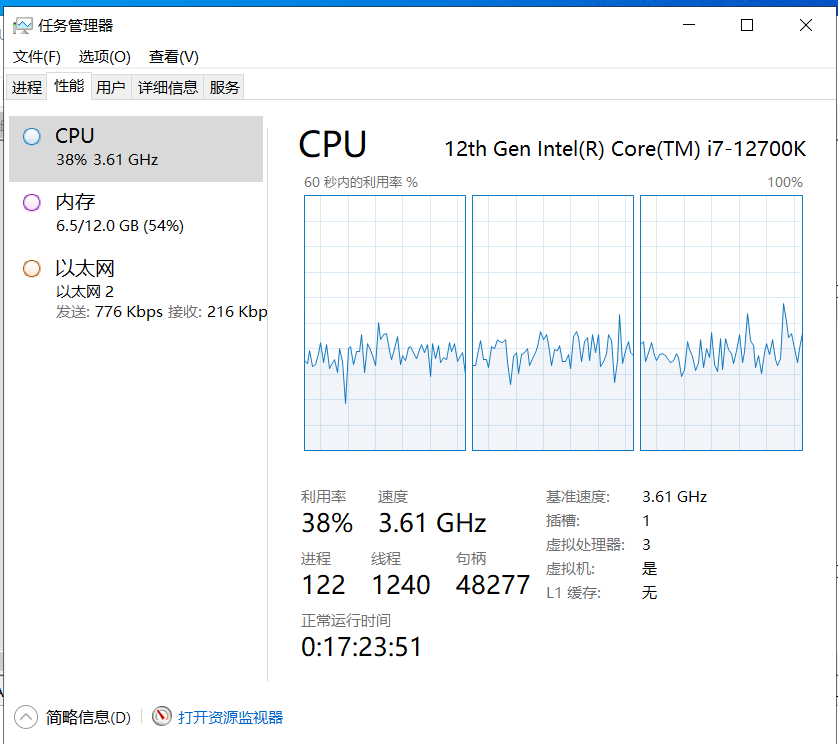 任务管理器
文件(F) 选项(O) 查看(V)
进程 性能 用户 详细信息 服务
CPU
38% 3.61 GHz
内存
6.5/12.0 GB (54%)
以太网
以太网 2
发送: 776 Kbps 接收: 216 Kbp
CPU 12th Gen Intel(R) Core(TM) i7-12700K
60 秒内的利用率 % 100%
利用率 速度
38% 3.61 GHz
进程 线程 句柄
122 1240 48277
正常运行时间
0:17:23:51
基准速度: 3.61 GHz
插槽: 1
虚拟处理器: 3
虚拟机: 是
L1 缓存: 无
简略信息(D) 打开资源监视器